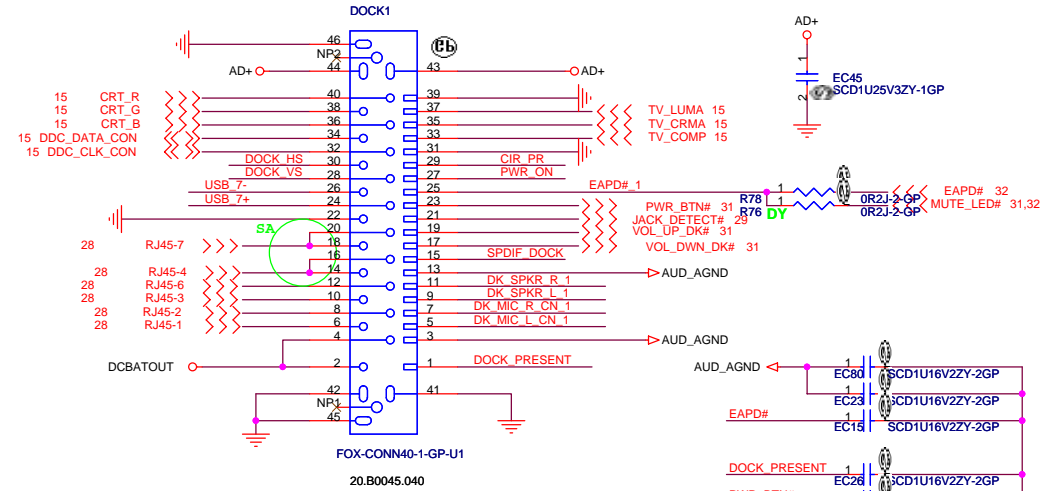 DOCK1
AD+
46
NP2
44 AD+ 43 AD+
1 EC45
2 SCD1U25V3ZY-1GP
15 CRT_R 40 39
15 CRT_G 38 37 TV_LUMA 15
15 CRT_B 36 35 TV_CRMA 15
15 DDC_DATA_CON 34 33 TV_COMP 15
15 DDC_CLK_CON 32 31
DOCK_HS 30 29 CIR_PR
DOCK_VS 28 27 PWR_ON
USB_7- 26 25 EAPD#_1 R78 1 0R2J-2-GP EAPD# 32
USB_7+ 24 23 PWR_BTN# 31 R76 DY 1 0R2J-2-GP MUTE_LED# 31,32
22 21 JACK_DETECT# 29
SA 20 19 VOL_UP_DK# 31
28 RJ45-7 18 17 VOL_DWN_DK# 31
16 15 SPDIF_DOCK
28 RJ45-4 14 13 AUD_AGND
28 RJ45-6 12 11 DK_SPKR_R_1
28 RJ45-3 10 9 DK_SPKR_L_1
28 RJ45-2 8 7 DK_MIC_R_CN_1
28 RJ45-1 6 5 DK_MIC_L_CN_1
4 3 AUD_AGND
DCBATOUT 2 1 DOCK_PRESENT
AUD_AGND 1 EC80 SCD1U16V2ZY-2GP
42 41
1 EC23 SCD1U16V2ZY-2GP
NP1
45
EAPD# 1 EC15 SCD1U16V2ZY-2GP
FOX-CONN40-1-GP-U1
DOCK_PRESENT 1 EC26 SCD1U16V2ZY-2GP
20.B0045.040